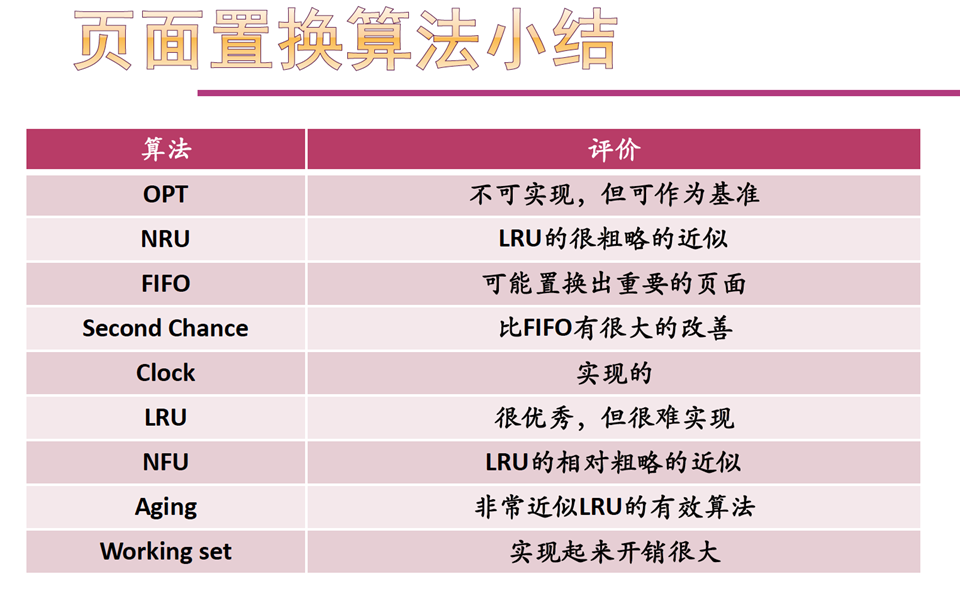 页面置换算法小结
算法 评价
OPT 不可实现，但可作为基准
NRU LRU的很粗略的近似
FIFO 可能置换出重要的页面
Second Chance 比FIFO有很大的改善
Clock 实现的
LRU 很优秀，但很难实现
NFU LRU的相对粗略的近似
Aging 非常近似LRU的有效算法
Working set 实现起来开销很大